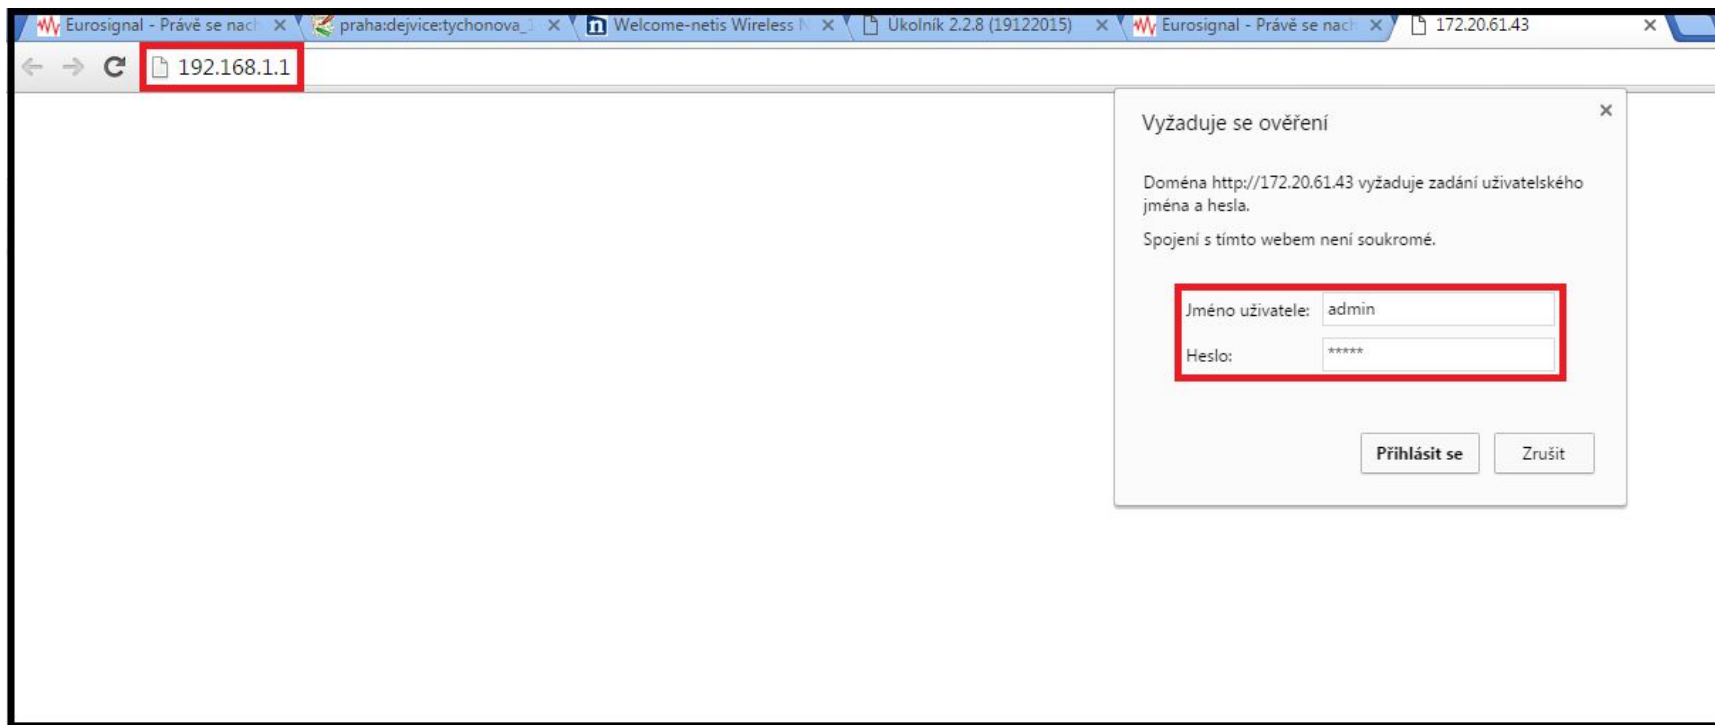 Eurosignal - Právě se nach
praha:dejvice:tychonova_1
Welcome-netis Wireless N
Úkolník 2.2.8 (19122015)
Eurosignal - Právě se nach
172.20.61.43
192.168.1.1
Vyžaduje se ověření
Doména http://172.20.61.43 vyžaduje zadání uživatelského
jména a hesla.
Spojení s tímto webem není soukromé.
Jméno uživatele: admin
Heslo: *****
Přihlásit se Zrušit